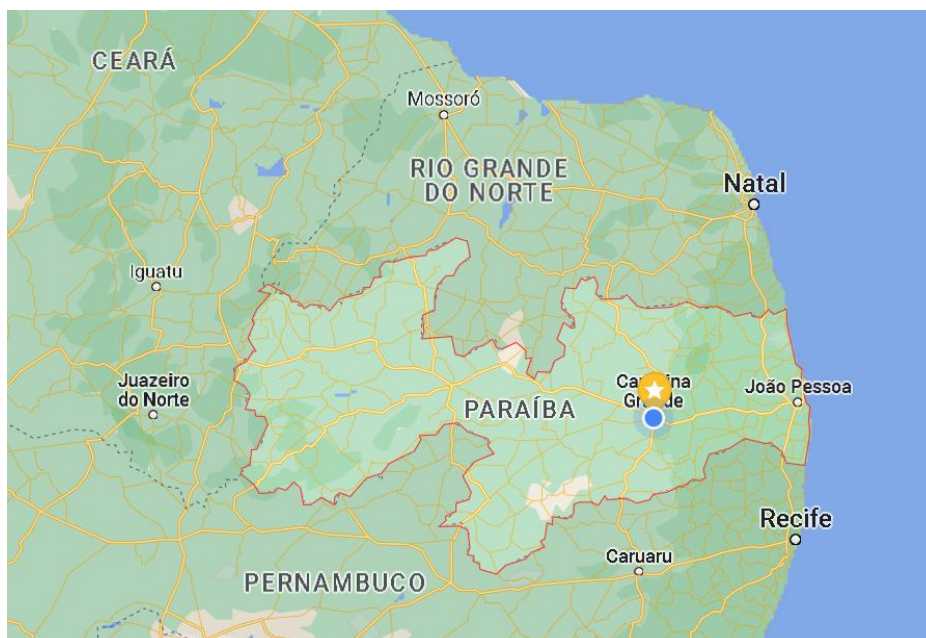 CEARÁ
Mossoró
RIO GRANDE
DO NORTE
Natal
Iguatu
Juazeiro
do Norte
PARAÍBA
João Pessoa
Recife
Caruaru
PERNAMBUCO